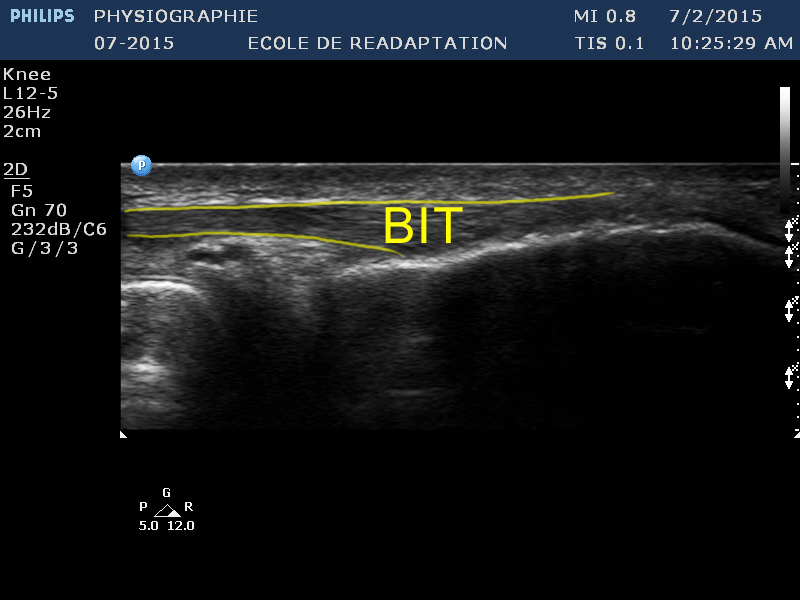 PHILIPS PHYSIOGRAPHIE MI 0.8 7/2/2015
07-2015 ECOLE DE READAPTATION TIS 0.1 10:25:29 AM
Knee
L12-5
26Hz
2cm
2D
F5
Gn 70
232dB/C6
G/3/3
P
BIT
G
P R
5.0 12.0